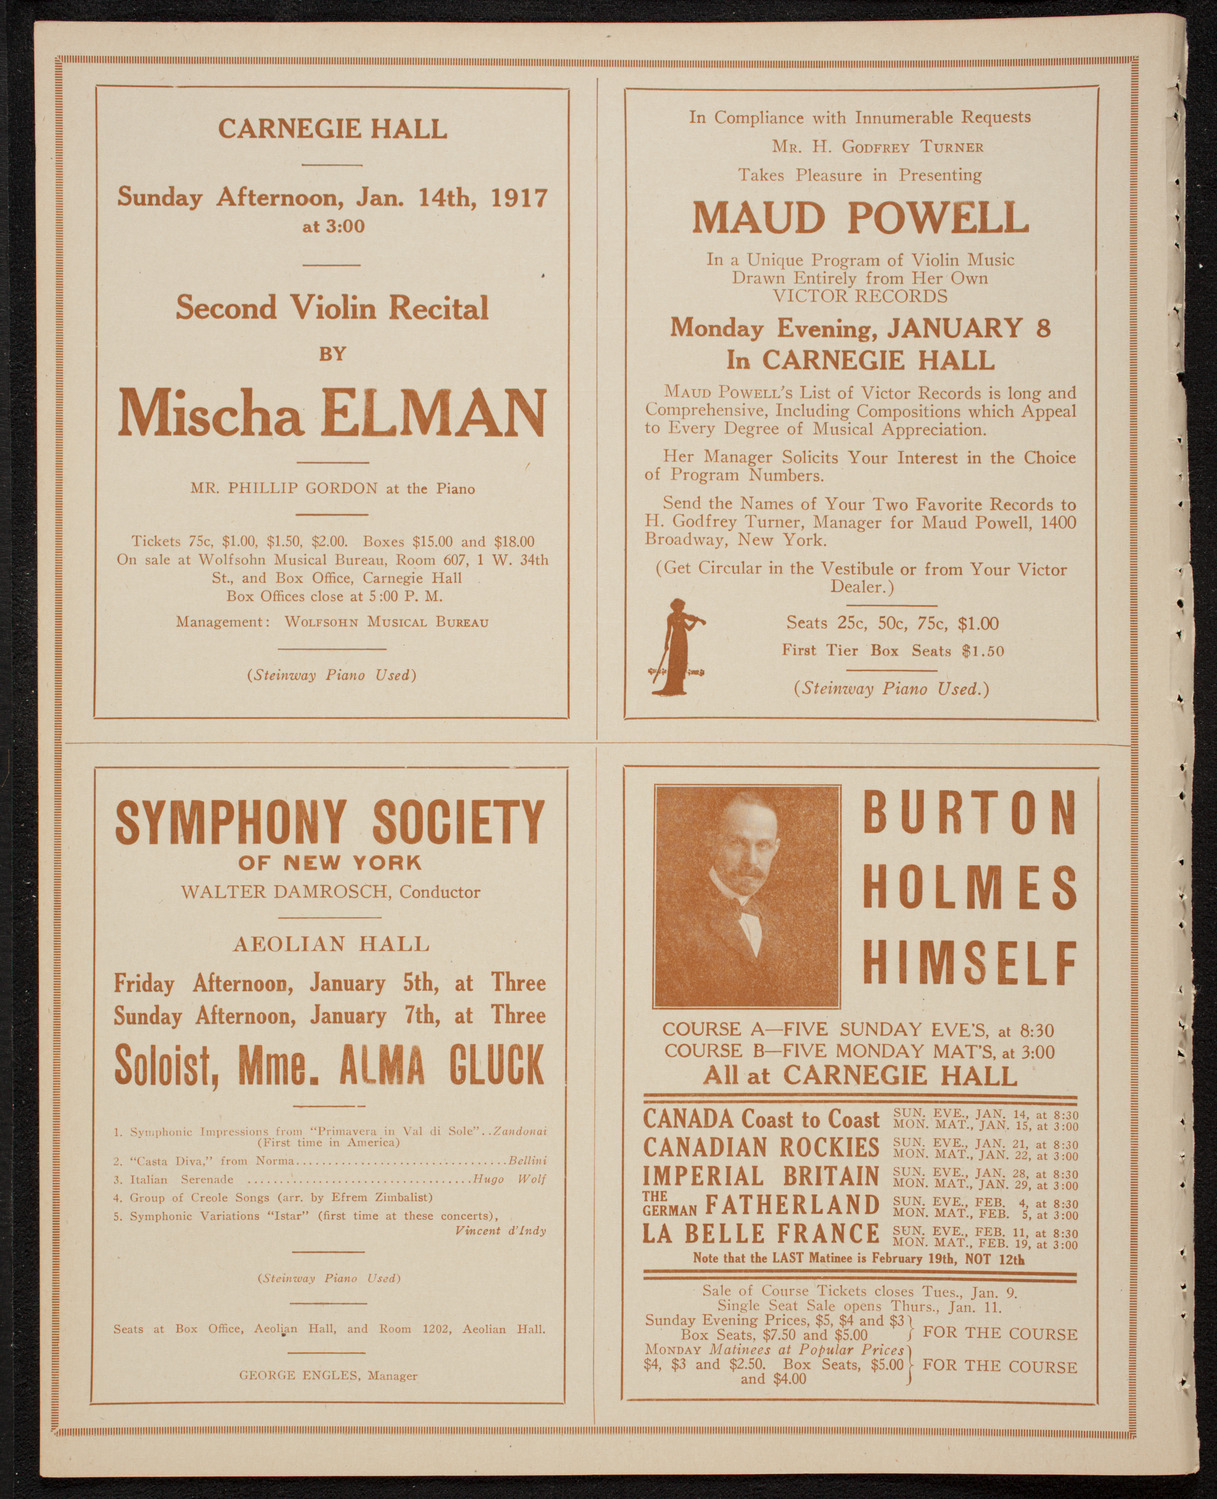 CARNEGIE HALL
Sunday Afternoon, Jan. 14th, 1917
at 3:00
Second Violin Recital
BY
Mischa ELMAN
MR. PHILLIP GORDON at the Piano
Tickets 75c, $1.00, $1.50, $2.00. Boxes $15.00 and $18.00
On sale at Wolfsohn Musical Bureau, Room 607, 1 W. 34th
St., and Box Office, Carnegie Hall
Box Offices close at 5:00 P. M.
Management: WOLFSOHN MUSICAL BUREAU
(Steinway Piano Used)
In Compliance with Innumerable Requests
MR. H. GODFREY TURNER
Takes Pleasure in Presenting
MAUD POWELL
In a Unique Program of Violin Music
Drawn Entirely from Her Own
VICTOR RECORDS
Monday Evening, JANUARY 8
In CARNEGIE HALL
MAUD POWELL's List of Victor Records is long and
Comprehensive, Including Compositions which Appeal
to Every Degree of Musical Appreciation.
Her Manager Solicits Your Interest in the Choice
of Program Numbers.
Send the Names of Your Two Favorite Records to
H. Godfrey Turner, Manager for Maud Powell, 1400
Broadway, New York.
(Get Circular in the Vestibule or from Your Victor
Dealer.)
Seats 25c, 50c, 75c, $1.00
First Tier Box Seats $1.50
(Steinway Piano Used.)
SYMPHONY SOCIETY
OF NEW YORK
WALTER DAMROSCH, Conductor
AEOLIAN HALL
Friday Afternoon, January 5th, at Three
Sunday Afternoon, January 7th, at Three
Soloist, Mme. ALMA GLUCK
1. Symphonic Impressions from "Primavera in Val di Sole"..Zandonai
(First time in America)
2. "Casta Diva," from Norma................................Bellini
3. Italian Serenade ..................................Hugo Wolf
4. Group of Creole Songs (arr. by Efrem Zimbalist)
5. Symphonic Variations "Istar" (first time at these concerts),
Vincent d'Indy
(Steinway Piano Used)
Seats at Box Office, Aeolian Hall, and Room 1202, Aeolian Hall.
GEORGE ENGLES, Manager
BURTON
HOLMES
HIMSELF
COURSE A—FIVE SUNDAY EVE'S, at 8:30
COURSE B—FIVE MONDAY MAT'S, at 3:00
All at CARNEGIE HALL
CANADA Coast to Coast SUN. EVE., JAN. 14, at 8:30
MON. MAT., JAN. 15, at 3:00
CANADIAN ROCKIES SUN. EVE., JAN. 21, at 8:30
MON. MAT., JAN. 22, at 3:00
IMPERIAL BRITAIN SUN. EVE., JAN. 28, at 8:30
MON. MAT., JAN. 29, at 3:00
THE GERMAN FATHERLAND SUN. EVE., FEB. 4, at 8:30
MON. MAT., FEB. 5, at 3:00
LA BELLE FRANCE SUN. EVE., FEB. 11, at 8:30
MON. MAT., FEB. 19, at 3:00
Note that the LAST Matinee is February 19th, NOT 12th
Sale of Course Tickets closes Tues., Jan. 9.
Single Seat Sale opens Thurs., Jan. 11.
Sunday Evening Prices, $5, $4 and $3
Box Seats, $7.50 and $5.00 } FOR THE COURSE
MONDAY Matinees at Popular Prices
$4, $3 and $2.50. Box Seats, $5.00 } FOR THE COURSE
and $4.00